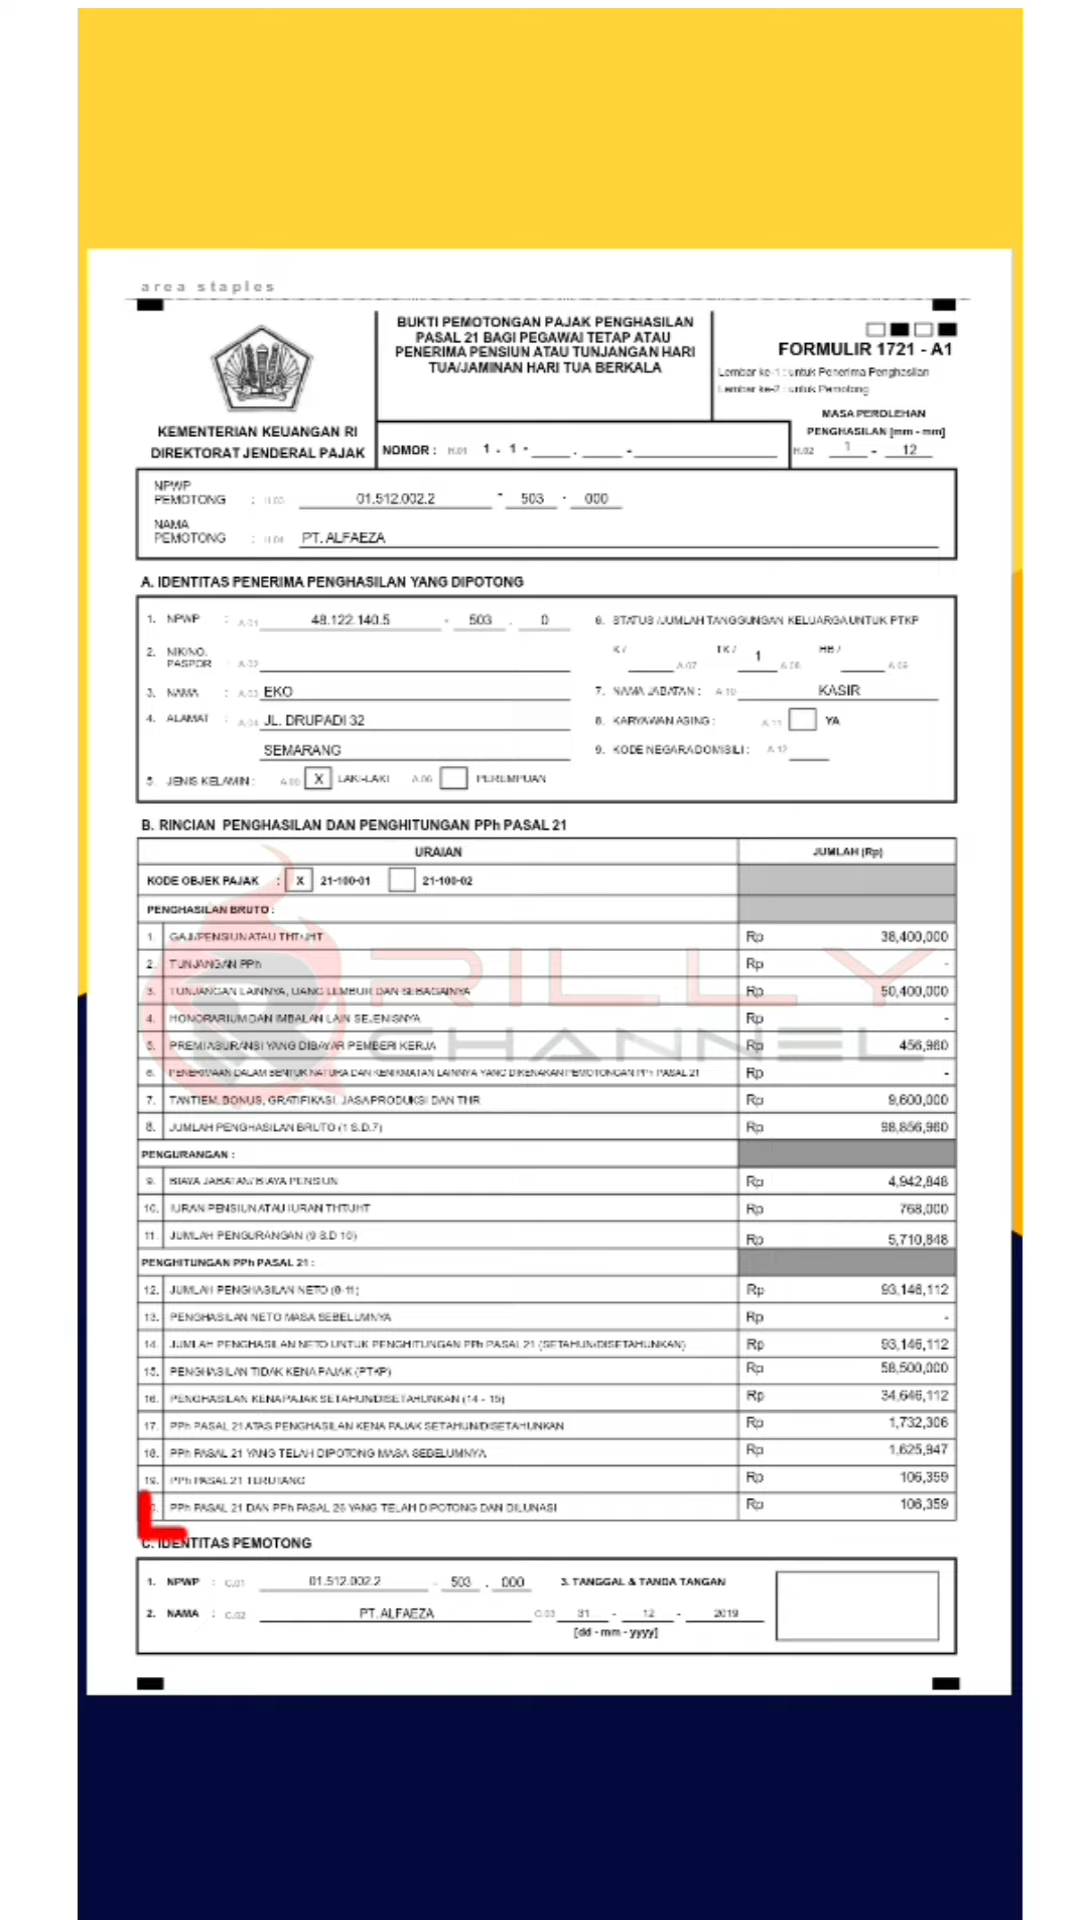 area staples
BUKTI PEMOTONGAN PAJAK PENGHASILAN
PASAL 21 BAGI PEGAWAI TETAP ATAU
PENERIMA PENSIUN ATAU TUNJANGAN HARI
TUA/JAMINAN HARI TUA BERKALA
FORMULIR 1721 - A1
Lembar ke-1 : untuk Penerima Penghasilan
Lembar ke-2 : untuk Pemotong
MASA PEROLEHAN
PENGHASILAN [mm - mm]
KEMENTERIAN KEUANGAN RI
DIREKTORAT JENDERAL PAJAK
NOMOR : H.01 1 - 1 - ____ . ____ - ____
H.02 1 - 12
NPWP
PEMOTONG : H.03 01.512.002.2 - 503 . 000
NAMA
PEMOTONG : H.04 PT. ALFAEZA
A. IDENTITAS PENERIMA PENGHASILAN YANG DIPOTONG
1. NPWP : A.01 48.122.140.5 - 503 . 0
6. STATUS /JUMLAH TANGGUNGAN KELUARGA UNTUK PTKP
2. NIK/NO.
PASPOR : A.02
K / A.07 TK / 1 A.08 HB / A.09
3. NAMA : A.03 EKO
7. NAMA JABATAN : A.10 KASIR
4. ALAMAT : A.04 JL. DRUPADI 32
8. KARYAWAN ASING : A.11 YA
SEMARANG
9. KODE NEGARA DOMISILI : A.12
5. JENIS KELAMIN : A.05 X LAKI-LAKI A.06 PEREMPUAN
B. RINCIAN PENGHASILAN DAN PENGHITUNGAN PPh PASAL 21
URAIAN JUMLAH (Rp)
KODE OBJEK PAJAK : X 21-100-01 21-100-02
PENGHASILAN BRUTO :
1. GAJI/PENSIUN ATAU THT/JHT Rp 38,400,000
2. TUNJANGAN PPh Rp -
3. TUNJANGAN LAINNYA, UANG LEMBUR DAN SEBAGAINYA Rp 50,400,000
4. HONORARIUM DAN IMBALAN LAIN SEJENISNYA Rp -
5. PREMI ASURANSI YANG DIBAYAR PEMBERI KERJA Rp 456,960
6. PENERIMAAN DALAM BENTUK NATURA DAN KENIKMATAN LAINNYA YANG DIKENAKAN PEMOTONGAN PPh PASAL 21 Rp -
7. TANTIEM, BONUS, GRATIFIKASI, JASA PRODUKSI DAN THR Rp 9,600,000
8. JUMLAH PENGHASILAN BRUTO (1 S.D.7) Rp 98,856,960
RILLY
CHANNEL
PENGURANGAN :
9. BIAYA JABATAN/ BIAYA PENSIUN Rp 4,942,848
10. IURAN PENSIUN ATAU IURAN THT/JHT Rp 768,000
11. JUMLAH PENGURANGAN (9 S.D 10) Rp 5,710,848
PENGHITUNGAN PPh PASAL 21 :
12. JUMLAH PENGHASILAN NETO (8-11) Rp 93,146,112
13. PENGHASILAN NETO MASA SEBELUMNYA Rp -
14. JUMLAH PENGHASILAN NETO UNTUK PENGHITUNGAN PPh PASAL 21 (SETAHUN/DISETAHUNKAN) Rp 93,146,112
15. PENGHASILAN TIDAK KENA PAJAK (PTKP) Rp 58,500,000
16. PENGHASILAN KENA PAJAK SETAHUN/DISETAHUNKAN (14 - 15) Rp 34,646,112
17. PPh PASAL 21 ATAS PENGHASILAN KENA PAJAK SETAHUN/DISETAHUNKAN Rp 1,732,306
18. PPh PASAL 21 YANG TELAH DIPOTONG MASA SEBELUMNYA Rp 1,625,947
19. PPh PASAL 21 TERUTANG Rp 106,359
PPh PASAL 21 DAN PPh PASAL 26 YANG TELAH DIPOTONG DAN DILUNASI Rp 106,359
C. IDENTITAS PEMOTONG
1. NPWP : C.01 01.512.002.2 - 503 . 000 3. TANGGAL & TANDA TANGAN
2. NAMA : C.02 PT. ALFAEZA C.03 31 - 12 - 2019
[dd - mm - yyyy]